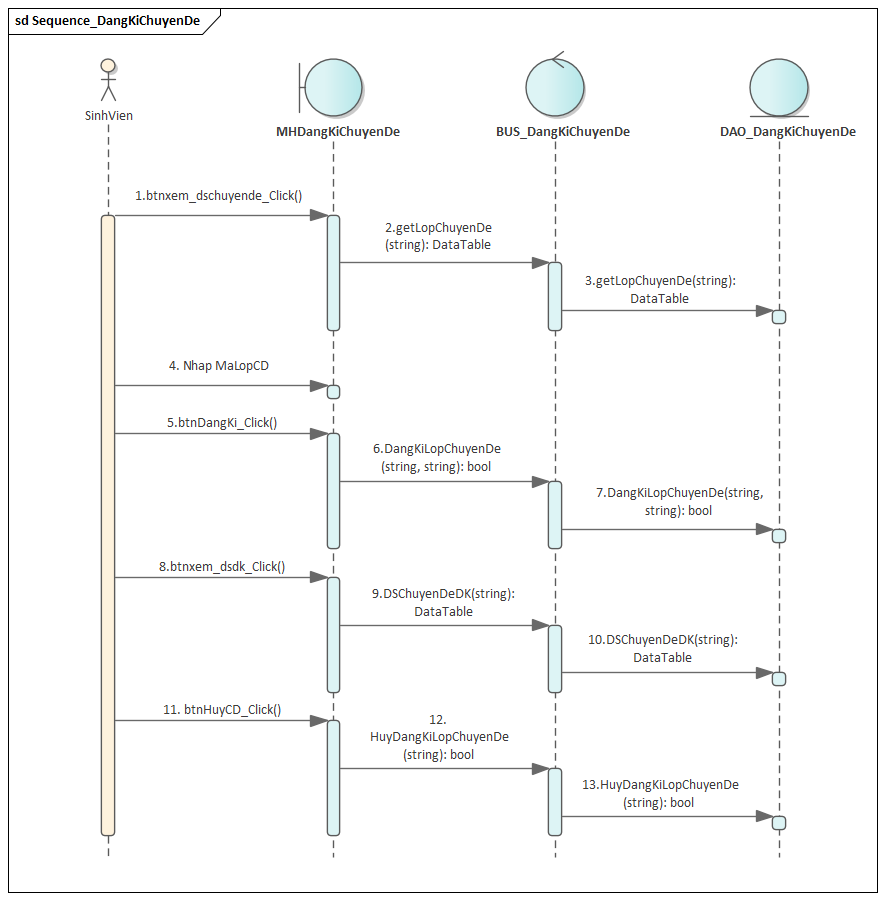 sd Sequence_DangKiChuyenDe
SinhVien
MHDangKiChuyenDe
BUS_DangKiChuyenDe
DAO_DangKiChuyenDe
1.btnxem_dschuyende_Click()
2.getLopChuyenDe
(string): DataTable
3.getLopChuyenDe(string):
DataTable
4. Nhap MaLopCD
5.btnDangKi_Click()
6.DangKiLopChuyenDe
(string, string): bool
7.DangKiLopChuyenDe(string,
string): bool
8.btnxem_dsdk_Click()
9.DSChuyenDeDK(string):
DataTable
10.DSChuyenDeDK(string):
DataTable
11. btnHuyCD_Click()
12.
HuyDangKiLopChuyenDe
(string): bool
13.HuyDangKiLopChuyenDe
(string): bool